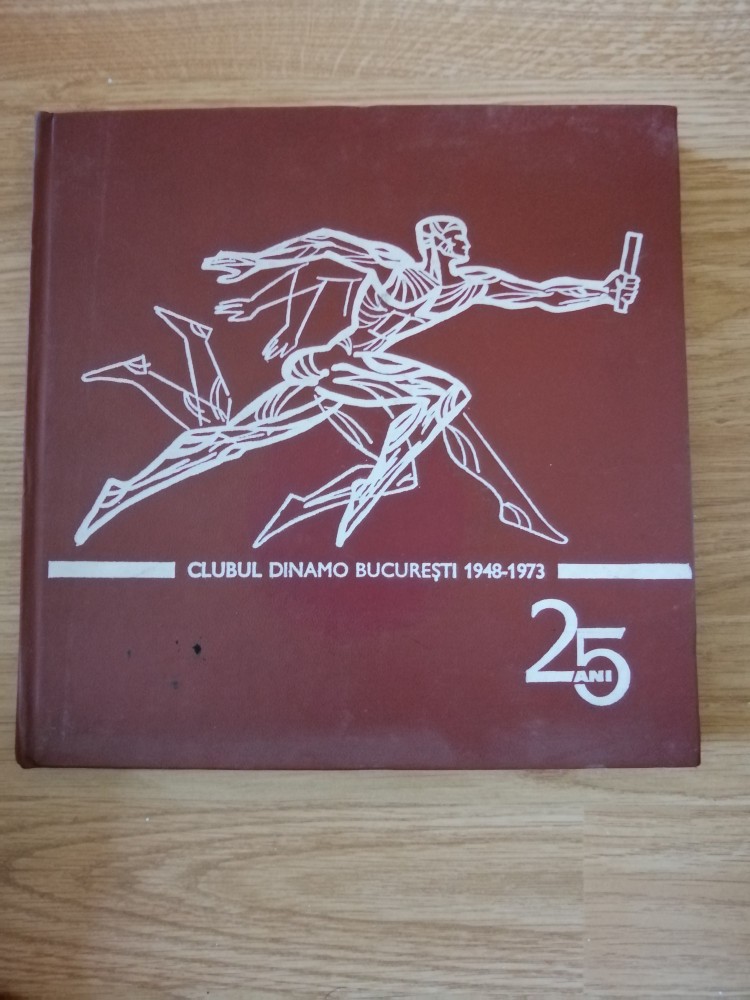 CLUBUL DINAMO BUCUREȘTI 1948-1973
25
ANI